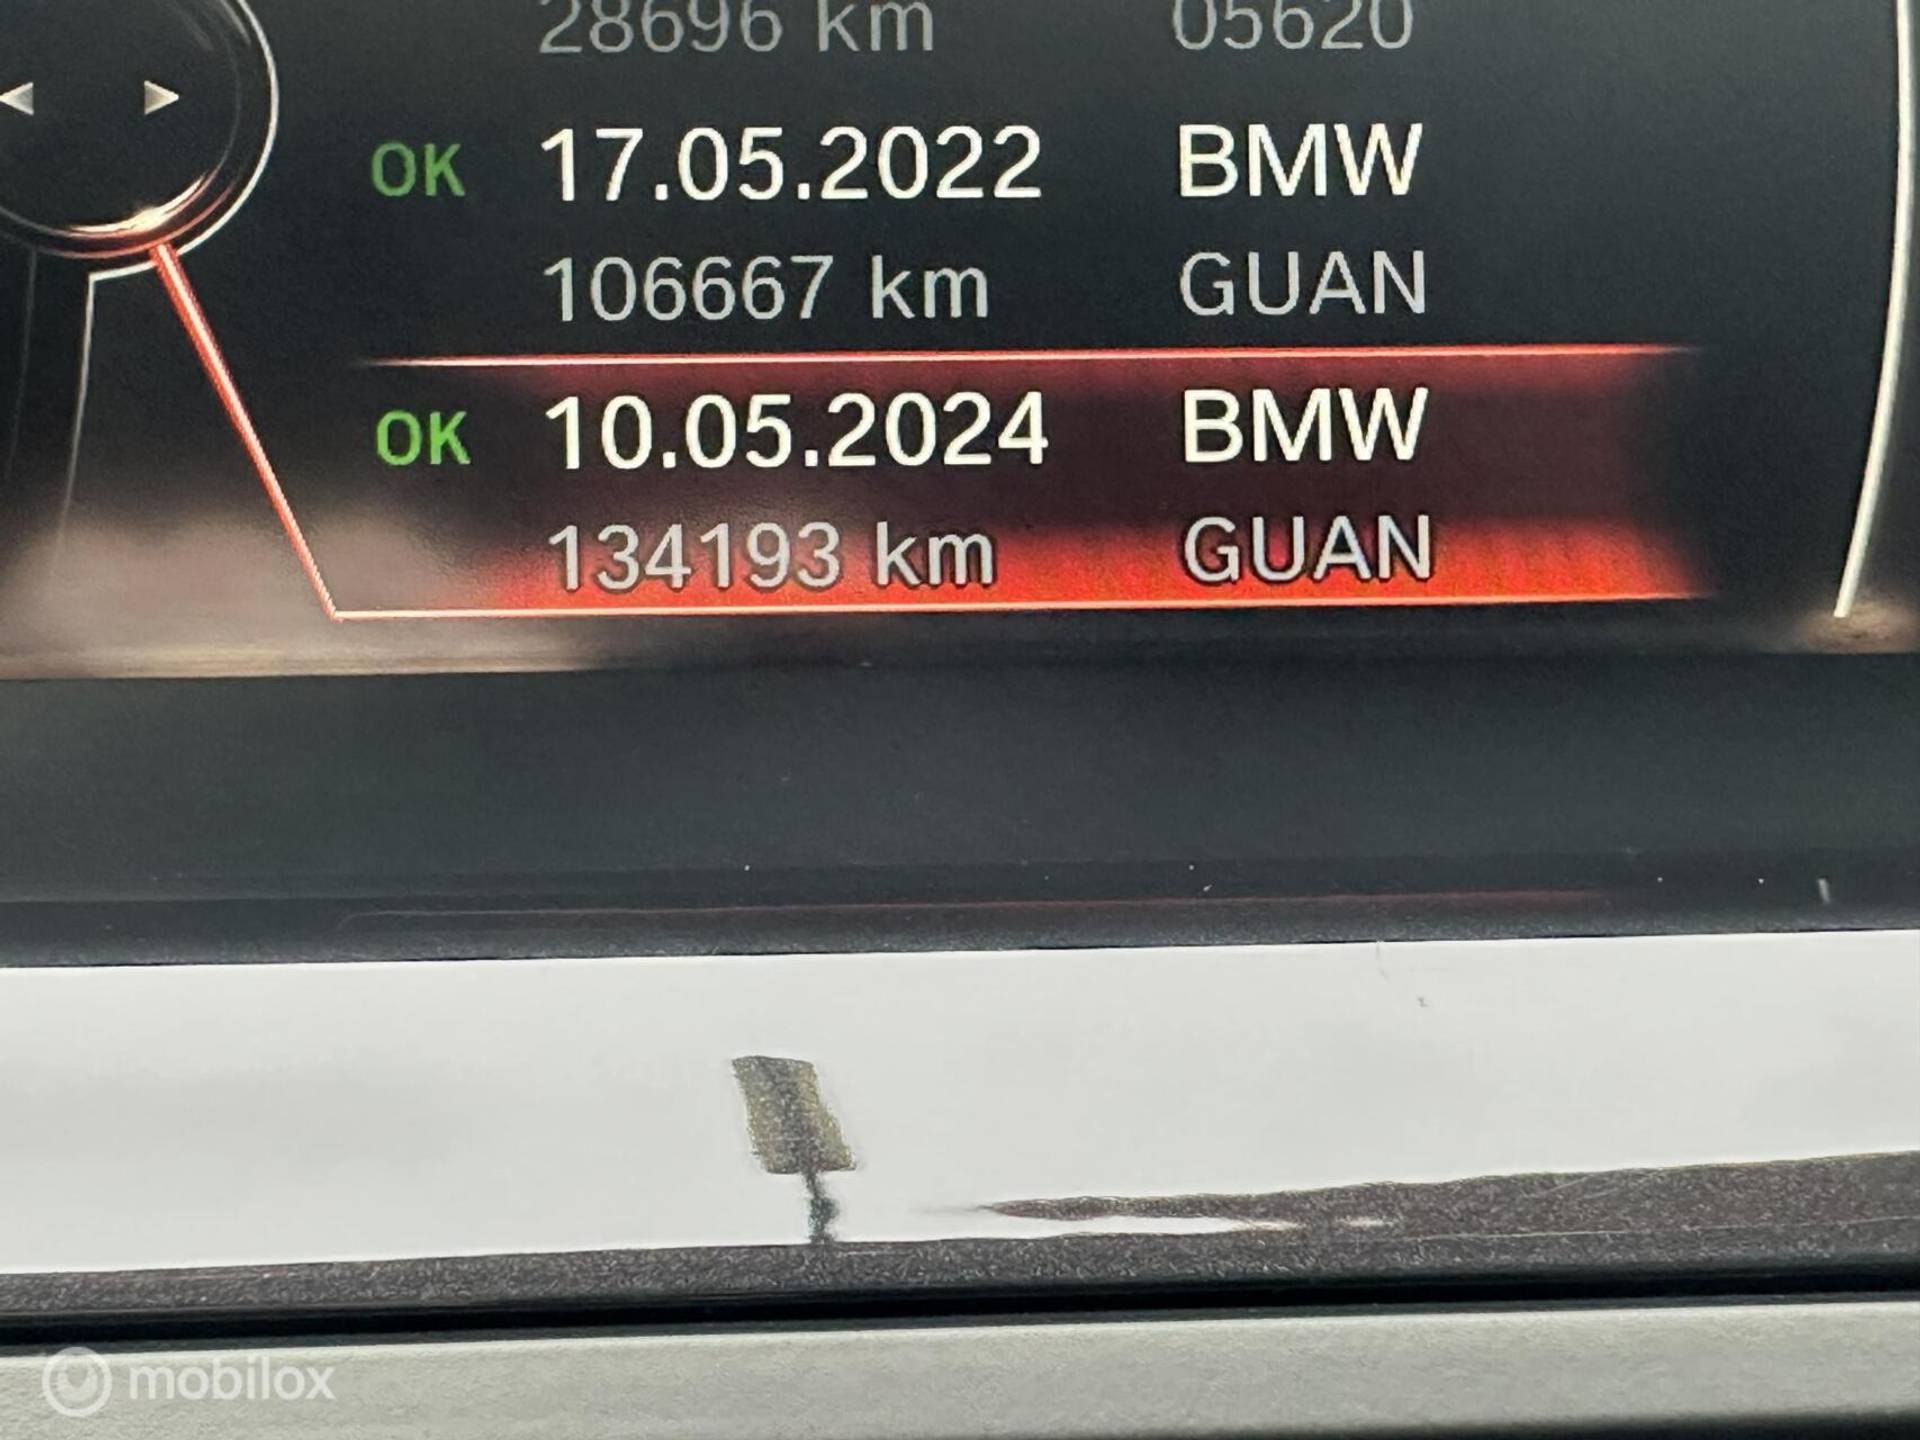 28696 km 05620
OK 17.05.2022 BMW
106667 km GUAN
OK 10.05.2024 BMW
134193 km GUAN
mobilox